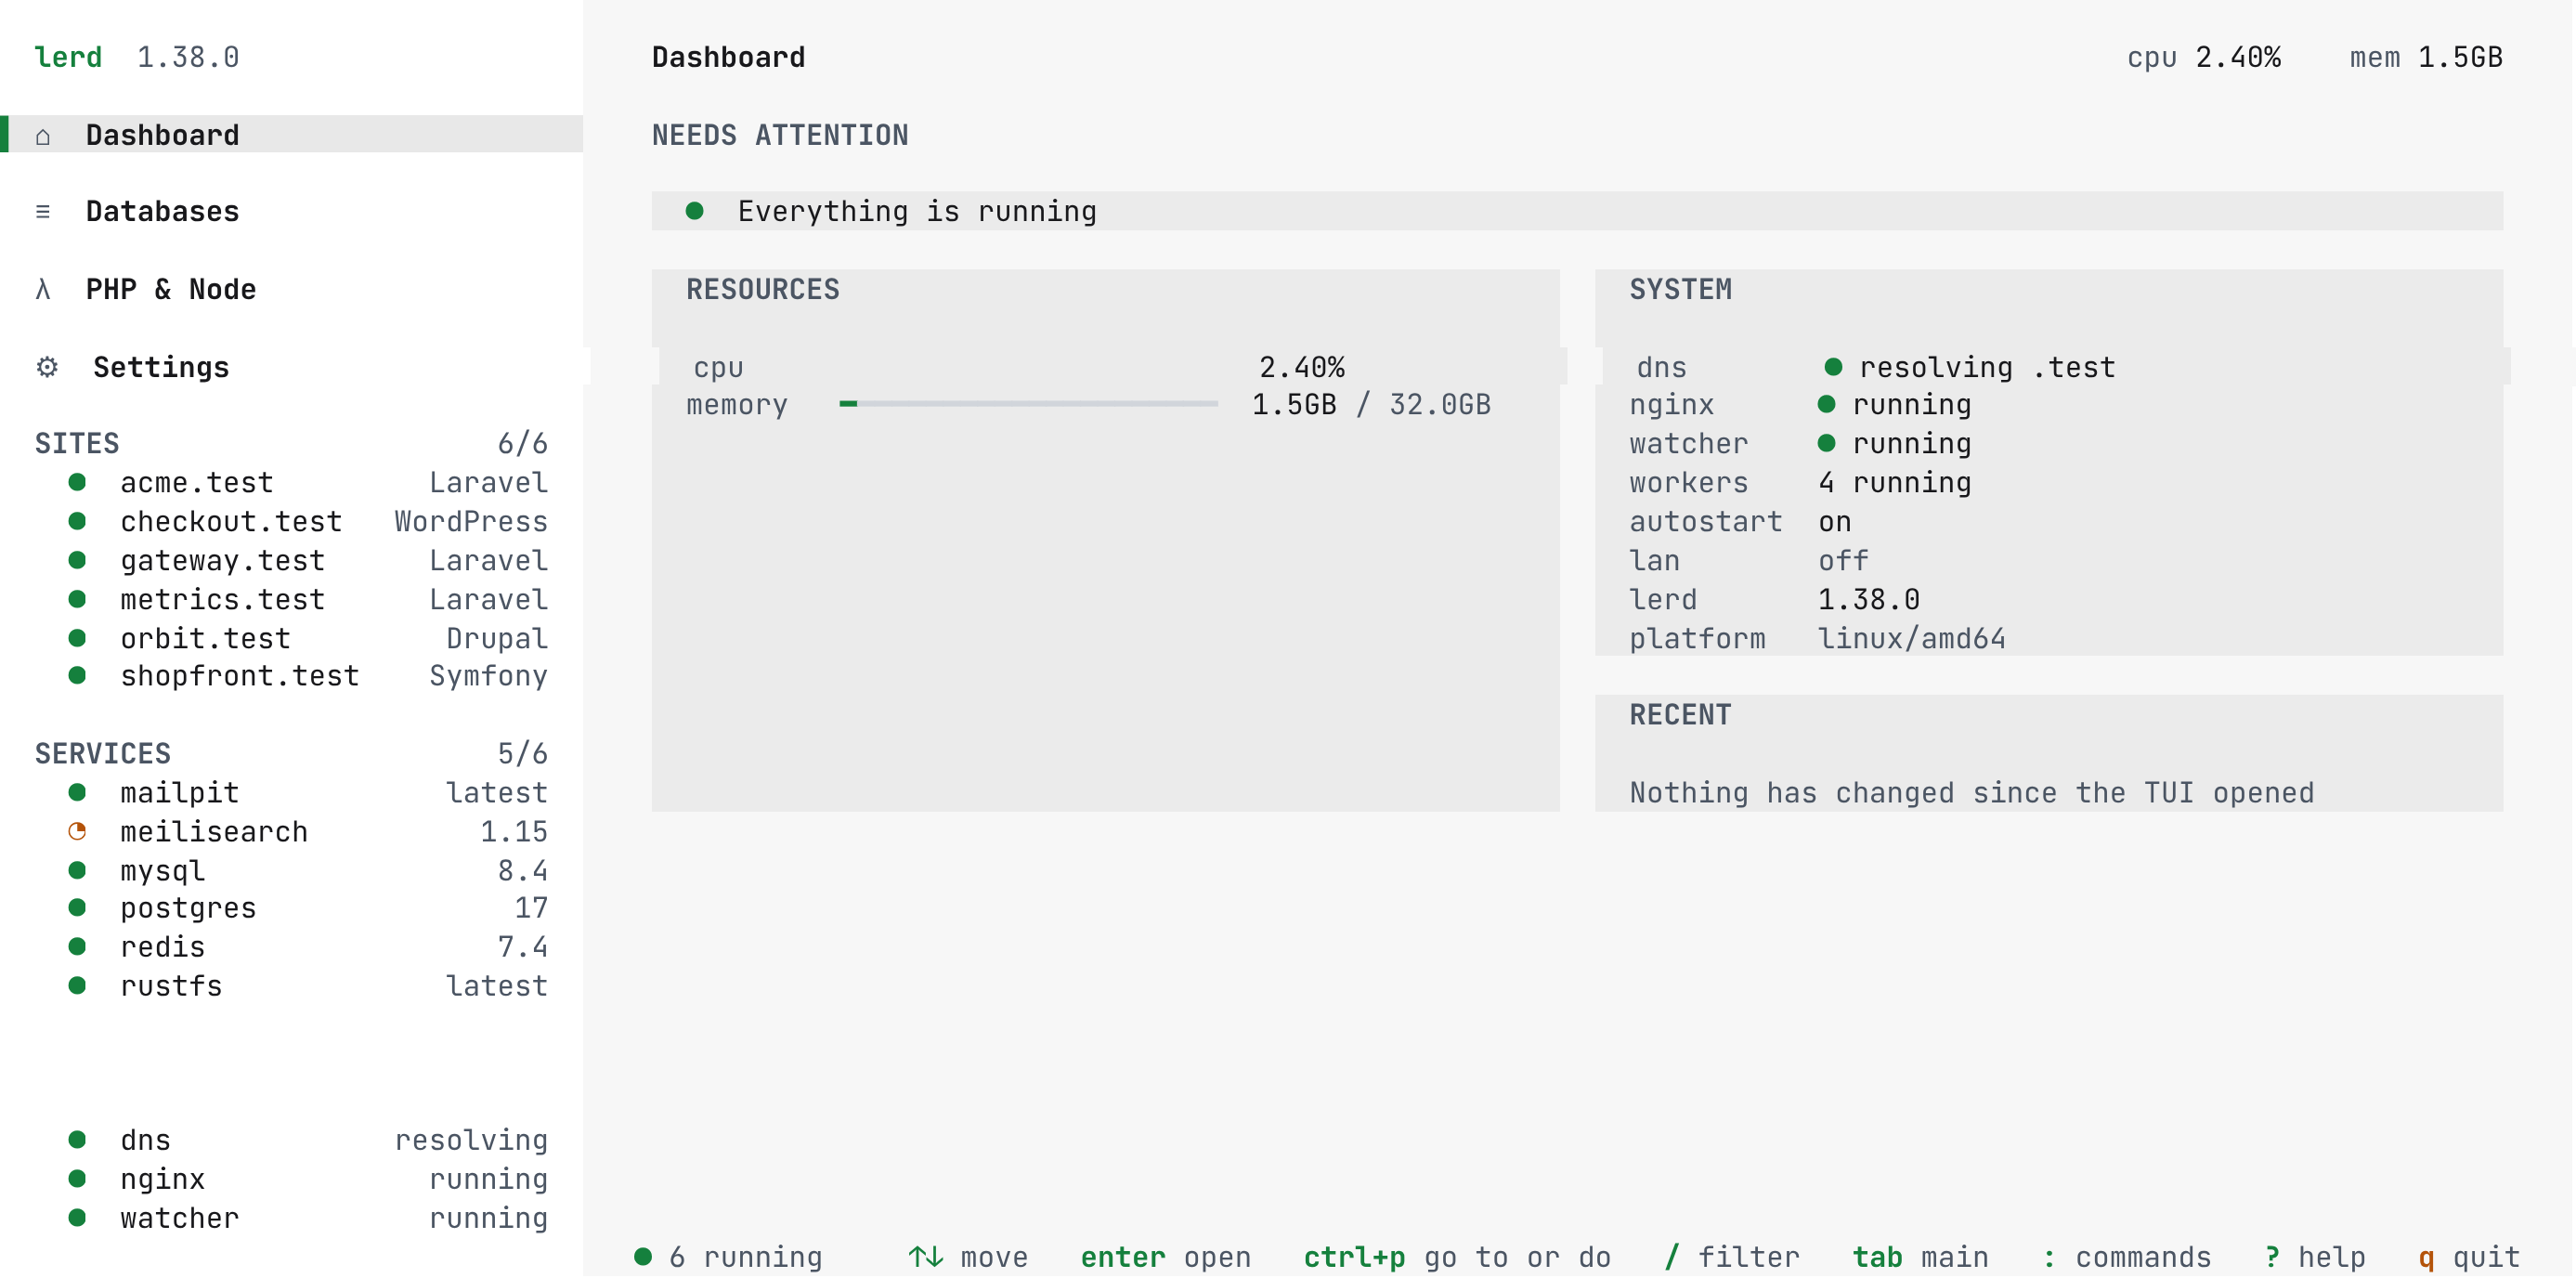 lerd 1.38.0
⌂ Dashboard
≡ Databases
λ PHP & Node
⚙ Settings
SITES 6/6
● acme.test Laravel
● checkout.test WordPress
● gateway.test Laravel
● metrics.test Laravel
● orbit.test Drupal
● shopfront.test Symfony
SERVICES 5/6
● mailpit latest
◔ meilisearch 1.15
● mysql 8.4
● postgres 17
● redis 7.4
● rustfs latest
● dns resolving
● nginx running
● watcher running
Dashboard cpu 2.40% mem 1.5GB
NEEDS ATTENTION
● Everything is running
RESOURCES
cpu 2.40%
memory 1.5GB / 32.0GB
SYSTEM
dns ● resolving .test
nginx ● running
watcher ● running
workers 4 running
autostart on
lan off
lerd 1.38.0
platform linux/amd64
RECENT
Nothing has changed since the TUI opened
● 6 running ↑↓ move enter open ctrl+p go to or do / filter tab main : commands ? help q quit